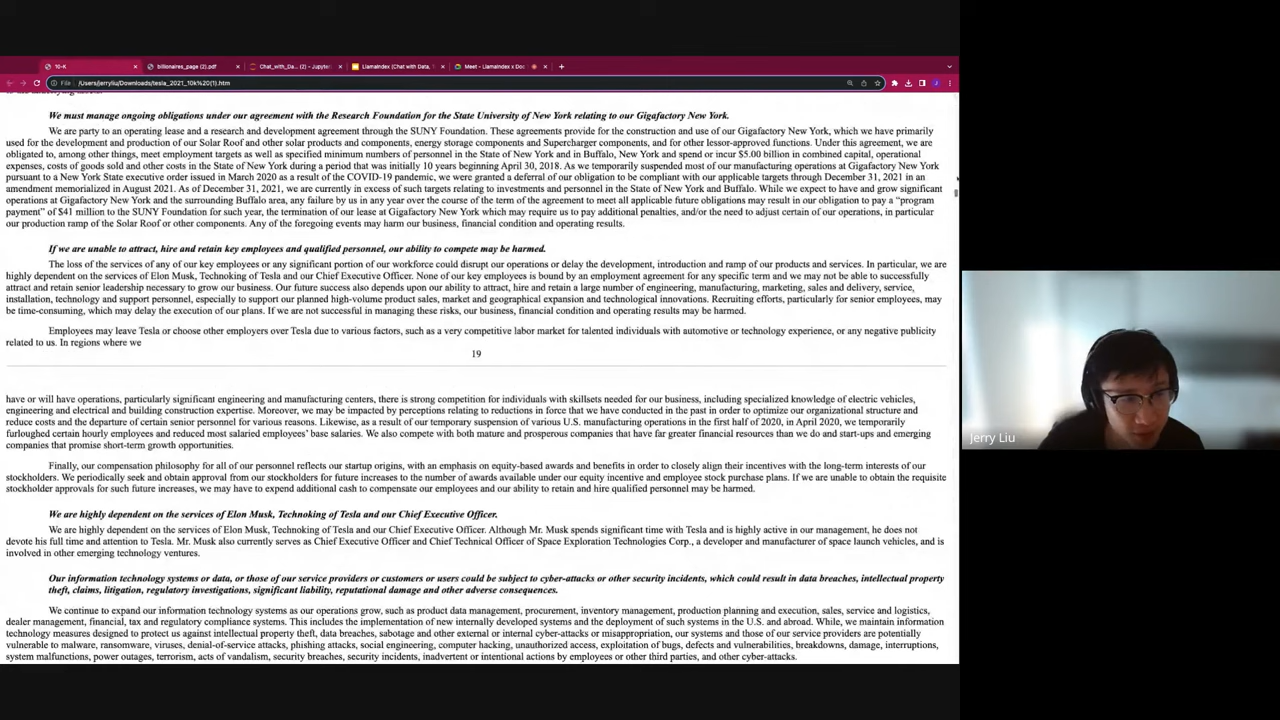 10-K
billionaires_page (2).pdf
Chat_with_Da... (2) - Jupyter
LlamaIndex (Chat with Data,
Meet – LlamaIndex x Doc
File /Users/jerryliu/Downloads/tesla_2021_10k%20(1).htm
We must manage ongoing obligations under our agreement with the Research Foundation for the State University of New York relating to our Gigafactory New York.
We are party to an operating lease and a research and development agreement through the SUNY Foundation. These agreements provide for the construction and use of our Gigafactory New York, which we have primarily
used for the development and production of our Solar Roof and other solar products and components, energy storage components and Supercharger components, and for other lessor-approved functions. Under this agreement, we are
obligated to, among other things, meet employment targets as well as specified minimum numbers of personnel in the State of New York and in Buffalo, New York and spend or incur $5.00 billion in combined capital, operational
expenses, costs of goods sold and other costs in the State of New York during a period that was initially 10 years beginning April 30, 2018. As we temporarily suspended most of our manufacturing operations at Gigafactory New York
pursuant to a New York State executive order issued in March 2020 as a result of the COVID-19 pandemic, we were granted a deferral of our obligation to be compliant with our applicable targets through December 31, 2021 in an
amendment memorialized in August 2021. As of December 31, 2021, we are currently in excess of such targets relating to investments and personnel in the State of New York and Buffalo. While we expect to have and grow significant
operations at Gigafactory New York and the surrounding Buffalo area, any failure by us in any year over the course of the term of the agreement to meet all applicable future obligations may result in our obligation to pay a “program
payment” of $41 million to the SUNY Foundation for such year, the termination of our lease at Gigafactory New York which may require us to pay additional penalties, and/or the need to adjust certain of our operations, in particular
our production ramp of the Solar Roof or other components. Any of the foregoing events may harm our business, financial condition and operating results.
If we are unable to attract, hire and retain key employees and qualified personnel, our ability to compete may be harmed.
The loss of the services of any of our key employees or any significant portion of our workforce could disrupt our operations or delay the development, introduction and ramp of our products and services. In particular, we are
highly dependent on the services of Elon Musk, Technoking of Tesla and our Chief Executive Officer. None of our key employees is bound by an employment agreement for any specific term and we may not be able to successfully
attract and retain senior leadership necessary to grow our business. Our future success also depends upon our ability to attract, hire and retain a large number of engineering, manufacturing, marketing, sales and delivery, service,
installation, technology and support personnel, especially to support our planned high-volume product sales, market and geographical expansion and technological innovations. Recruiting efforts, particularly for senior employees, may
be time-consuming, which may delay the execution of our plans. If we are not successful in managing these risks, our business, financial condition and operating results may be harmed.
Employees may leave Tesla or choose other employers over Tesla due to various factors, such as a very competitive labor market for talented individuals with automotive or technology experience, or any negative publicity
related to us. In regions where we
19
have or will have operations, particularly significant engineering and manufacturing centers, there is strong competition for individuals with skillsets needed for our business, including specialized knowledge of electric vehicles,
engineering and electrical and building construction expertise. Moreover, we may be impacted by perceptions relating to reductions in force that we have conducted in the past in order to optimize our organizational structure and
reduce costs and the departure of certain senior personnel for various reasons. Likewise, as a result of our temporary suspension of various U.S. manufacturing operations in the first half of 2020, in April 2020, we temporarily
furloughed certain hourly employees and reduced most salaried employees’ base salaries. We also compete with both mature and prosperous companies that have far greater financial resources than we do and start-ups and emerging
companies that promise short-term growth opportunities.
Finally, our compensation philosophy for all of our personnel reflects our startup origins, with an emphasis on equity-based awards and benefits in order to closely align their incentives with the long-term interests of our
stockholders. We periodically seek and obtain approval from our stockholders for future increases to the number of awards available under our equity incentive and employee stock purchase plans. If we are unable to obtain the requisite
stockholder approvals for such future increases, we may have to expend additional cash to compensate our employees and our ability to retain and hire qualified personnel may be harmed.
We are highly dependent on the services of Elon Musk, Technoking of Tesla and our Chief Executive Officer.
We are highly dependent on the services of Elon Musk, Technoking of Tesla and our Chief Executive Officer. Although Mr. Musk spends significant time with Tesla and is highly active in our management, he does not
devote his full time and attention to Tesla. Mr. Musk also currently serves as Chief Executive Officer and Chief Technical Officer of Space Exploration Technologies Corp., a developer and manufacturer of space launch vehicles, and is
involved in other emerging technology ventures.
Our information technology systems or data, or those of our service providers or customers or users could be subject to cyber-attacks or other security incidents, which could result in data breaches, intellectual property
theft, claims, litigation, regulatory investigations, significant liability, reputational damage and other adverse consequences.
We continue to expand our information technology systems as our operations grow, such as product data management, procurement, inventory management, production planning and execution, sales, service and logistics,
dealer management, financial, tax and regulatory compliance systems. This includes the implementation of new internally developed systems and the deployment of such systems in the U.S. and abroad. While, we maintain information
technology measures designed to protect us against intellectual property theft, data breaches, sabotage and other external or internal cyber-attacks or misappropriation, our systems and those of our service providers are potentially
vulnerable to malware, ransomware, viruses, denial-of-service attacks, phishing attacks, social engineering, computer hacking, unauthorized access, exploitation of bugs, defects and vulnerabilities, breakdowns, damage, interruptions,
system malfunctions, power outages, terrorism, acts of vandalism, security breaches, security incidents, inadvertent or intentional actions by employees or other third parties, and other cyber-attacks.
Jerry Liu